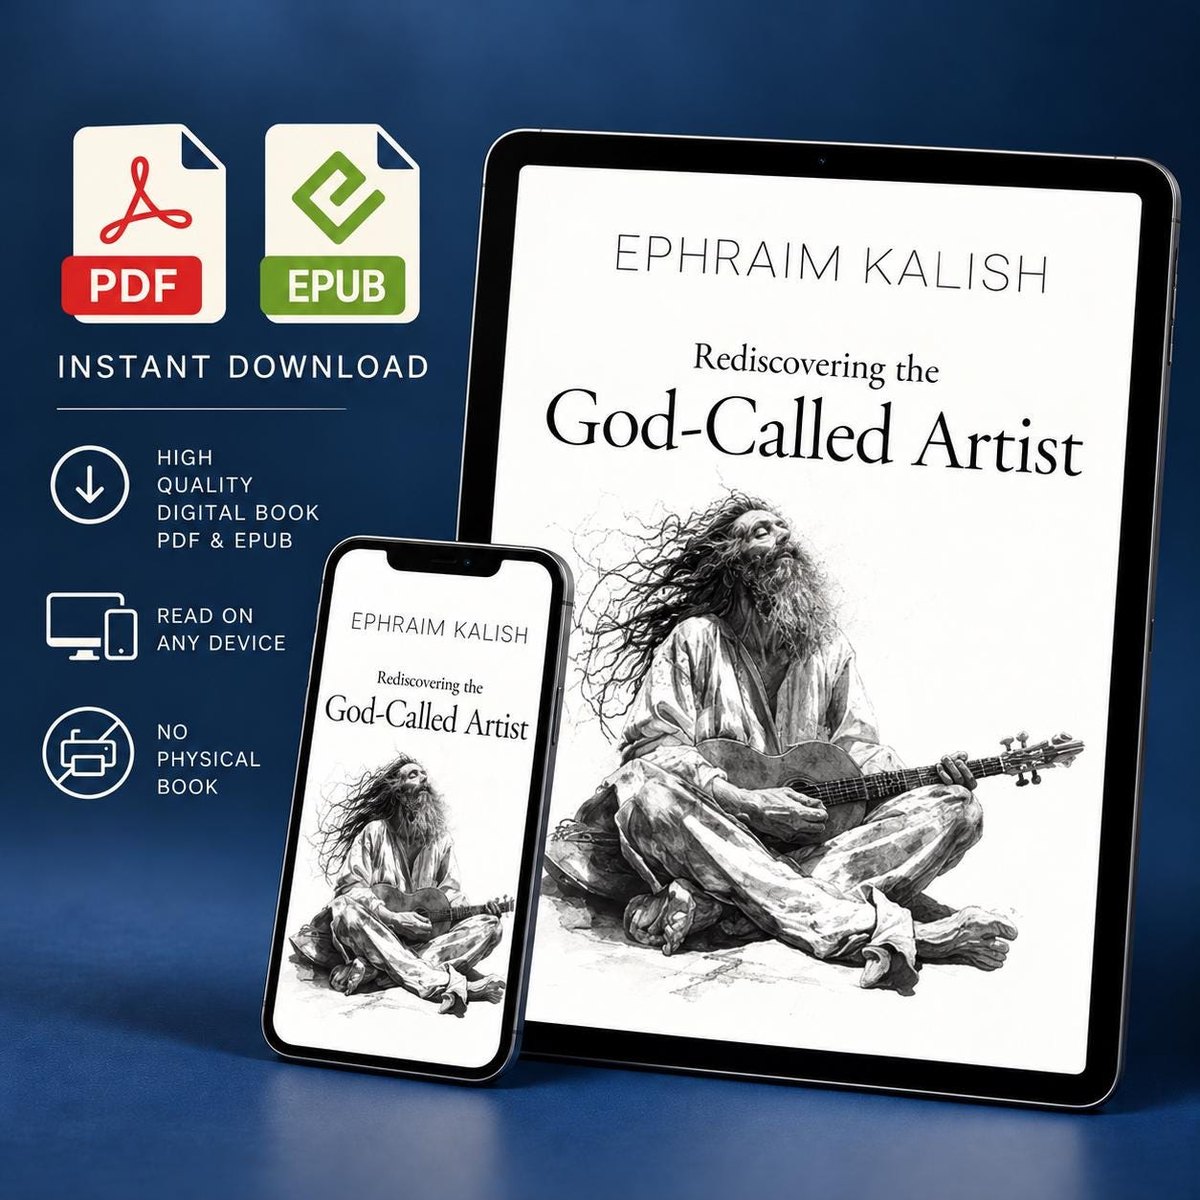 PDF
EPUB
INSTANT DOWNLOAD
HIGH
QUALITY
DIGITAL BOOK
PDF & EPUB
READ ON
ANY DEVICE
NO
PHYSICAL
BOOK
EPHRAIM KALISH
Rediscovering the
God-Called Artist
EPHRAIM KALISH
Rediscovering the
God-Called Artist